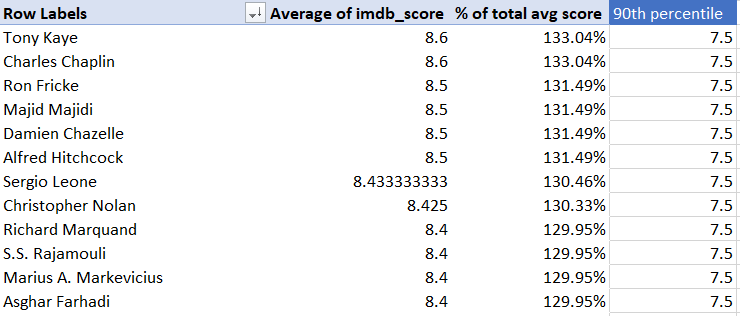 Row Labels Average of imdb_score % of total avg score 90th percentile
Tony Kaye 8.6 133.04% 7.5
Charles Chaplin 8.6 133.04% 7.5
Ron Fricke 8.5 131.49% 7.5
Majid Majidi 8.5 131.49% 7.5
Damien Chazelle 8.5 131.49% 7.5
Alfred Hitchcock 8.5 131.49% 7.5
Sergio Leone 8.433333333 130.46% 7.5
Christopher Nolan 8.425 130.33% 7.5
Richard Marquand 8.4 129.95% 7.5
S.S. Rajamouli 8.4 129.95% 7.5
Marius A. Markevicius 8.4 129.95% 7.5
Asghar Farhadi 8.4 129.95% 7.5